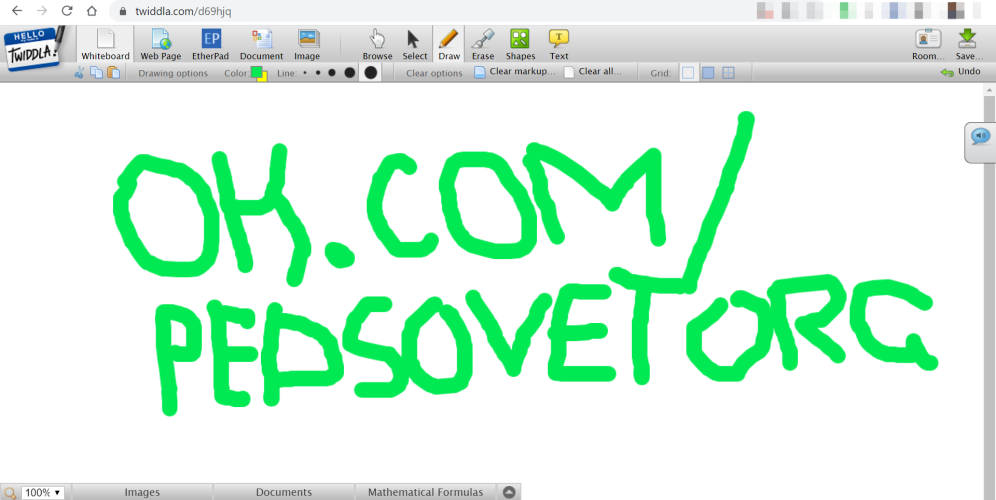 twiddla.com/d69hjq
HELLO
TWIDDLA!
Whiteboard Web Page EtherPad Document Image Browse Select Draw Erase Shapes Text Room... Save...
EP
T
Drawing options Color: Line: Clear options Clear markup... Clear all... Grid: Undo
OK.COM/
PEDSOVETORG
100% Images Documents Mathematical Formulas